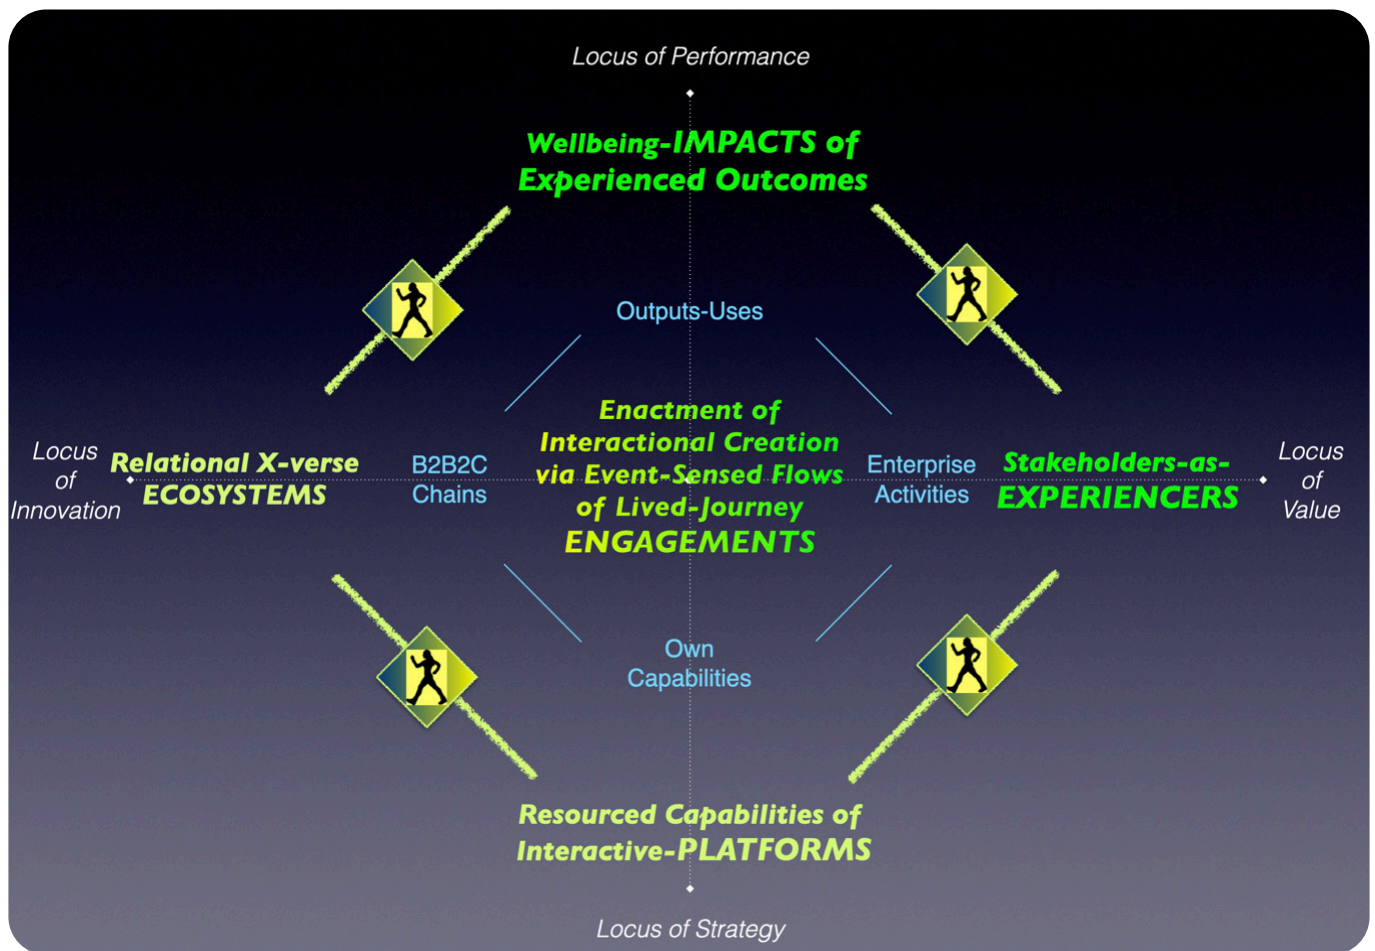 Locus of Performance
Wellbeing-IMPACTS of
Experienced Outcomes
Outputs-Uses
Locus
of
Innovation
Relational X-verse
ECOSYSTEMS
B2B2C
Chains
Enactment of
Interactional Creation
via Event-Sensed Flows
of Lived-Journey
ENGAGEMENTS
Enterprise
Activities
Stakeholders-as-
EXPERIENCERS
Locus
of
Value
Own
Capabilities
Resourced Capabilities of
Interactive-PLATFORMS
Locus of Strategy